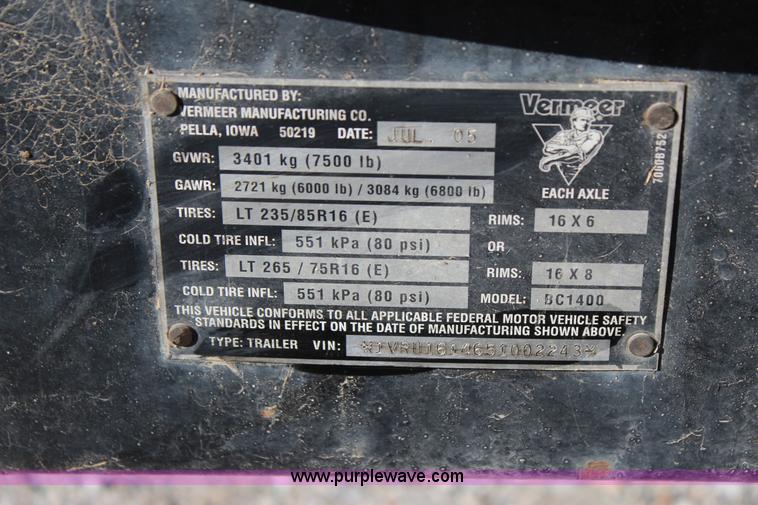 MANUFACTURED BY:
VERMEER MANUFACTURING CO.
PELLA, IOWA 50219 DATE: JUL. 05
Vermeer
GVWR: 3401 kg (7500 lb)
GAWR: 2721 kg (6000 lb) / 3084 kg (6800 lb) EACH AXLE
TIRES: LT 235/85R16 (E) RIMS: 16 X 6
COLD TIRE INFL: 551 kPa (80 psi) OR
TIRES: LT 265 / 75R16 (E) RIMS: 16 X 8
COLD TIRE INFL: 551 kPa (80 psi) MODEL: BC1400
THIS VEHICLE CONFORMS TO ALL APPLICABLE FEDERAL MOTOR VEHICLE SAFETY
STANDARDS IN EFFECT ON THE DATE OF MANUFACTURING SHOWN ABOVE.
TYPE: TRAILER VIN:
www.purplewave.com